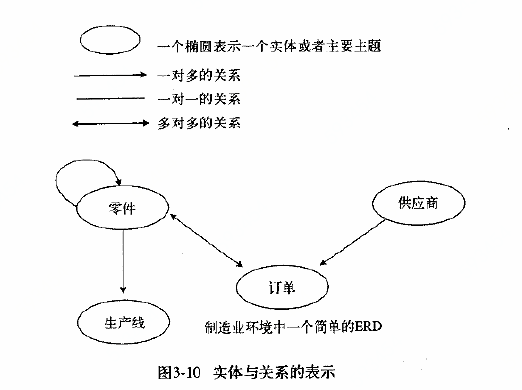 一个椭圆表示一个实体或者主要主题
一对多的关系
一对一的关系
多对多的关系
零件
供应商
订单
生产线
制造业环境中一个简单的ERD
图3-10 实体与关系的表示